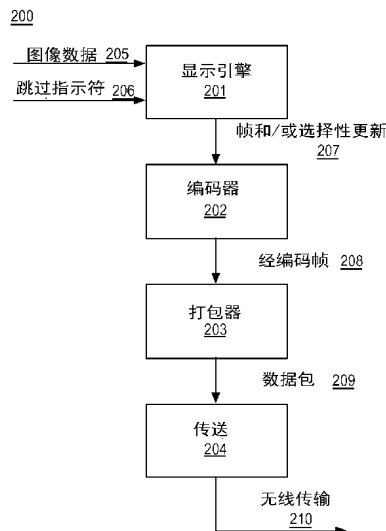 200
图像数据 205
跳过指示符 206
显示引擎
201
帧和/或选择性更新
207
编码器
202
经编码帧 208
打包器
203
数据包 209
传送
204
无线传输
210